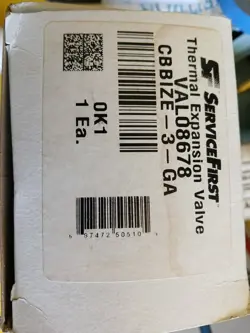 SERVICEFIRST
Thermal Expansion Valve
VAL08678
CBBIZE-3-GA
0K1
1 Ea.